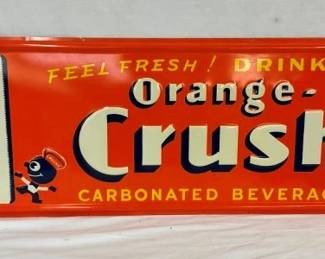 FEEL FRESH! DRINK
Orange-
Crush
CARBONATED BEVERAG